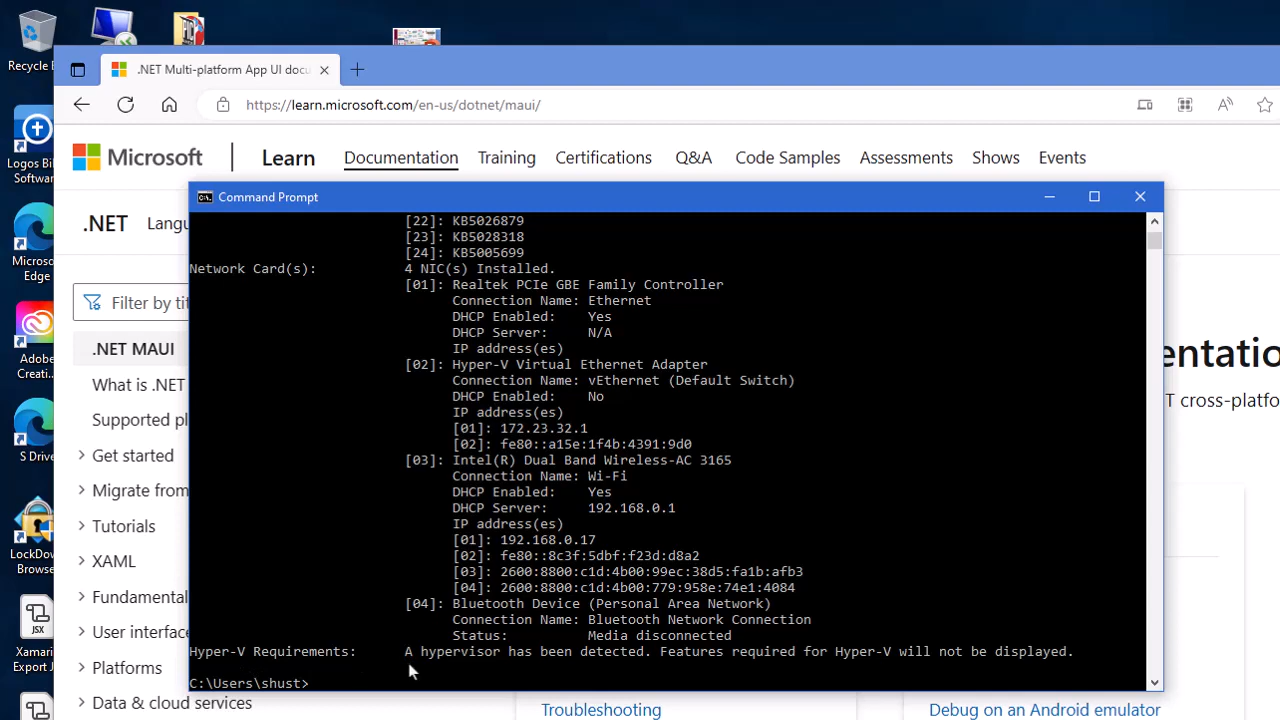 Recycle B
.NET Multi-platform App UI docu
https://learn.microsoft.com/en-us/dotnet/maui/
Logos Bil
Software
Microsoft
Learn
Documentation
Training
Certifications
Q&A
Code Samples
Assessments
Shows
Events
Command Prompt
.NET
Langu
Microso
Edge
Filter by tit
.NET MAUI
What is .NET
Supported pl
Get started
Migrate from
Tutorials
XAML
Fundamental
User interface
Platforms
Data & cloud services
Adobe
Creati...
S Drive
LockDow
JSX
Xamari
Export J
[22]: KB5026879
[23]: KB5028318
[24]: KB5005699
Network Card(s): 4 NIC(s) Installed.
[01]: Realtek PCIe GBE Family Controller
Connection Name: Ethernet
DHCP Enabled: Yes
DHCP Server: N/A
IP address(es)
[02]: Hyper-V Virtual Ethernet Adapter
Connection Name: vEthernet (Default Switch)
DHCP Enabled: No
IP address(es)
[01]: 172.23.32.1
[02]: fe80::a15e:1f4b:4391:9d0
[03]: Intel(R) Dual Band Wireless-AC 3165
Connection Name: Wi-Fi
DHCP Enabled: Yes
DHCP Server: 192.168.0.1
IP address(es)
[01]: 192.168.0.17
[02]: fe80::8c3f:5dbf:f23d:d8a2
[03]: 2600:8800:c1d:4b00:99ec:38d5:fa1b:afb3
[04]: 2600:8800:c1d:4b00:779:958e:74e1:4084
[04]: Bluetooth Device (Personal Area Network)
Connection Name: Bluetooth Network Connection
Status: Media disconnected
Hyper-V Requirements: A hypervisor has been detected. Features required for Hyper-V will not be displayed.
C:\Users\shust>
entatio
T cross-platfo
Troubleshooting
Debug on an Android emulator